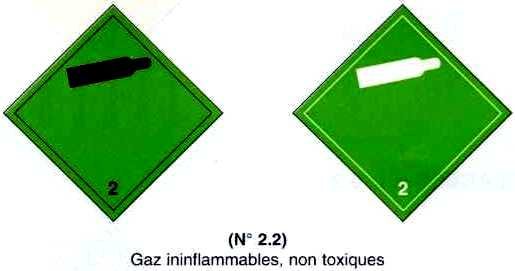 2
2
(N° 2.2)
Gaz ininflammables, non toxiques